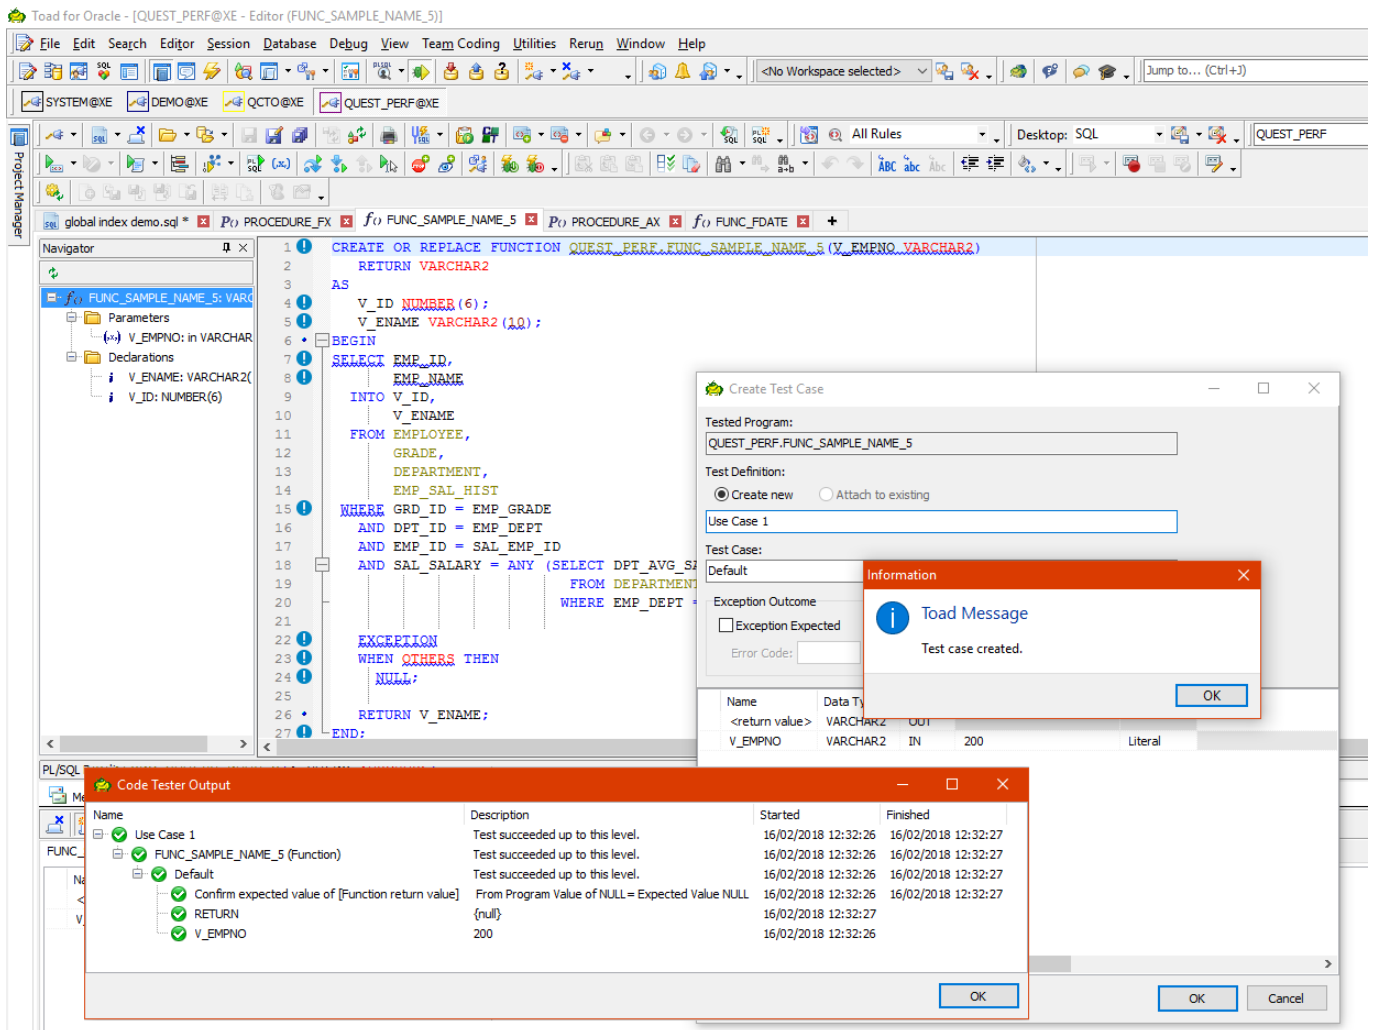 Toad for Oracle - [QUEST_PERF@XE - Editor (FUNC_SAMPLE_NAME_5)]
File Edit Search Editor Session Database Debug View Team Coding Utilities Rerun Window Help
<No Workspace selected> Jump to... (Ctrl+J)
SYSTEM@XE DEMO@XE QCTO@XE QUEST_PERF@XE
All Rules Desktop: SQL QUEST_PERF
Project Manager
global index demo.sql * PROCEDURE_FX FUNC_SAMPLE_NAME_5 PROCEDURE_AX FUNC_FDATE +
Navigator
FUNC_SAMPLE_NAME_5: VARC
Parameters
V_EMPNO: in VARCHAR
Declarations
V_ENAME: VARCHAR2(
V_ID: NUMBER(6)
1 CREATE OR REPLACE FUNCTION QUEST_PERF.FUNC_SAMPLE_NAME_5(V_EMPNO VARCHAR2)
2 RETURN VARCHAR2
3 AS
4 V_ID NUMBER(6);
5 V_ENAME VARCHAR2(10);
6 BEGIN
7 SELECT EMP_ID,
8 EMP_NAME
9 INTO V_ID,
10 V_ENAME
11 FROM EMPLOYEE,
12 GRADE,
13 DEPARTMENT,
14 EMP_SAL_HIST
15 WHERE GRD_ID = EMP_GRADE
16 AND DPT_ID = EMP_DEPT
17 AND EMP_ID = SAL_EMP_ID
18 AND SAL_SALARY = ANY (SELECT DPT_AVG_SA
19 FROM DEPARTMENT
20 WHERE EMP_DEPT =
21
22 EXCEPTION
23 WHEN OTHERS THEN
24 NULL;
25
26 RETURN V_ENAME;
27 END;
Create Test Case
Tested Program:
QUEST_PERF.FUNC_SAMPLE_NAME_5
Test Definition:
Create new Attach to existing
Use Case 1
Test Case:
Default
Exception Outcome
Exception Expected
Error Code:
Name Data Ty
<return value> VARCHAR2 OUT
V_EMPNO VARCHAR2 IN 200 Literal
OK Cancel
Information
Toad Message
Test case created.
OK
PL/SQL
Me
FUNC_
Na
V_
Code Tester Output
Name Description Started Finished
Use Case 1 Test succeeded up to this level. 16/02/2018 12:32:26 16/02/2018 12:32:27
FUNC_SAMPLE_NAME_5 (Function) Test succeeded up to this level. 16/02/2018 12:32:26 16/02/2018 12:32:27
Default Test succeeded up to this level. 16/02/2018 12:32:26 16/02/2018 12:32:27
Confirm expected value of [Function return value] From Program Value of NULL= Expected Value NULL 16/02/2018 12:32:26 16/02/2018 12:32:27
RETURN {null} 16/02/2018 12:32:27
V_EMPNO 200 16/02/2018 12:32:26
OK